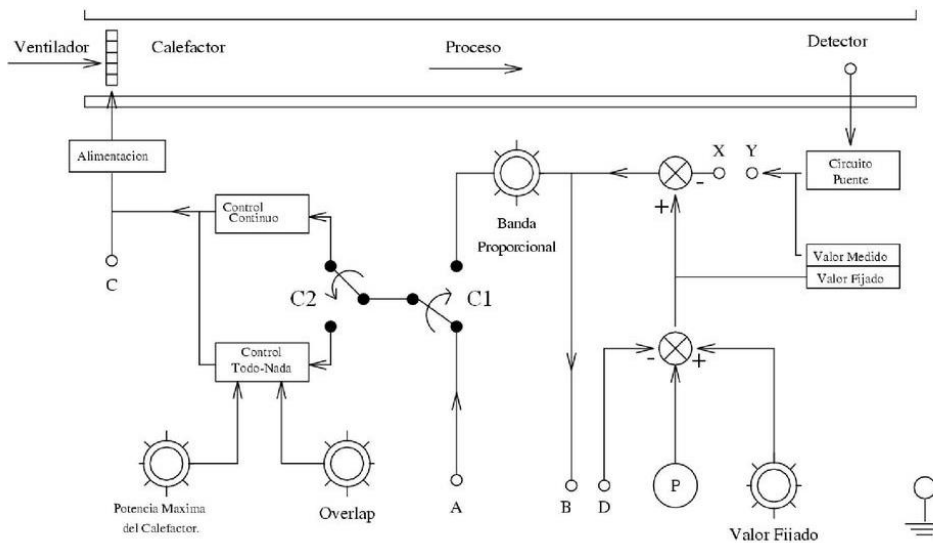 Ventilador
Calefactor
Proceso
Detector
Alimentacion
X
Y
Circuito
Puente
-
+
Banda
Proporcional
Control
Continuo
Valor Medido
Valor Fijado
C
C2
C1
Control
Todo-Nada
-
+
Potencia Maxima
del Calefactor.
Overlap
A
B
D
P
Valor Fijado